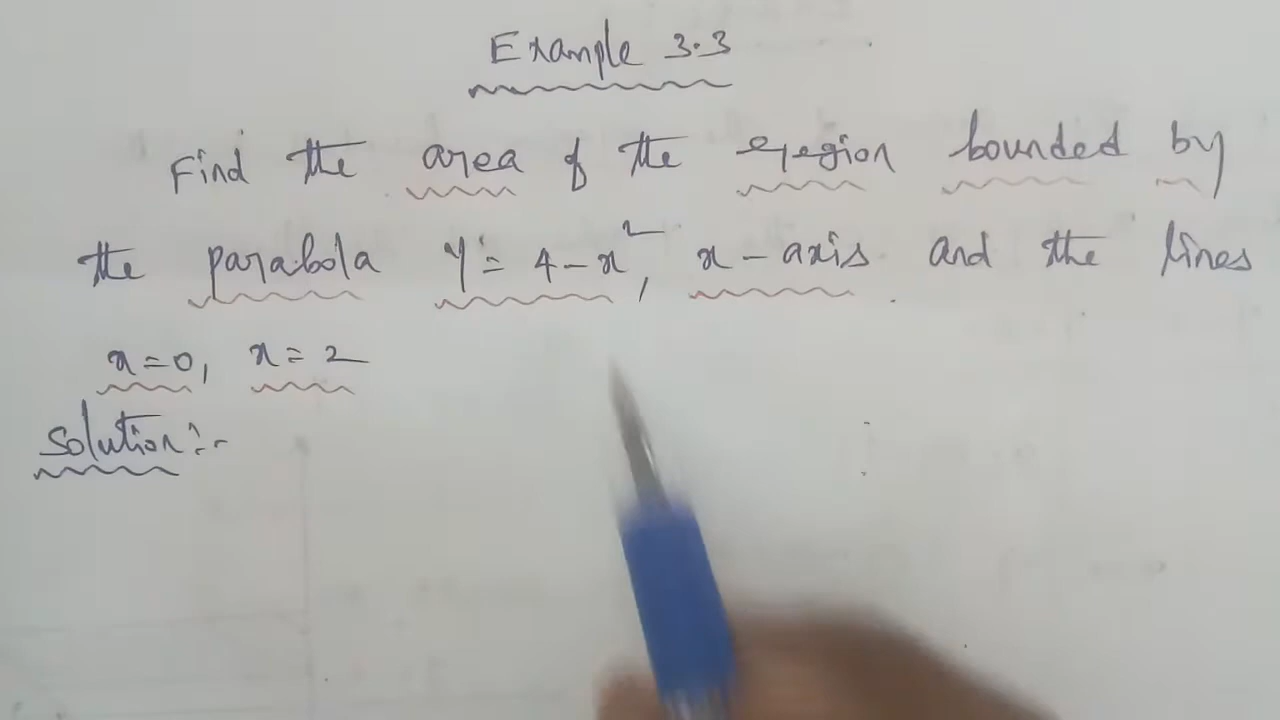 Example 3.3
Find the area of the region bounded by
the parabola y = 4 - x², x - axis and the lines
x = 0, x = 2
Solution:-